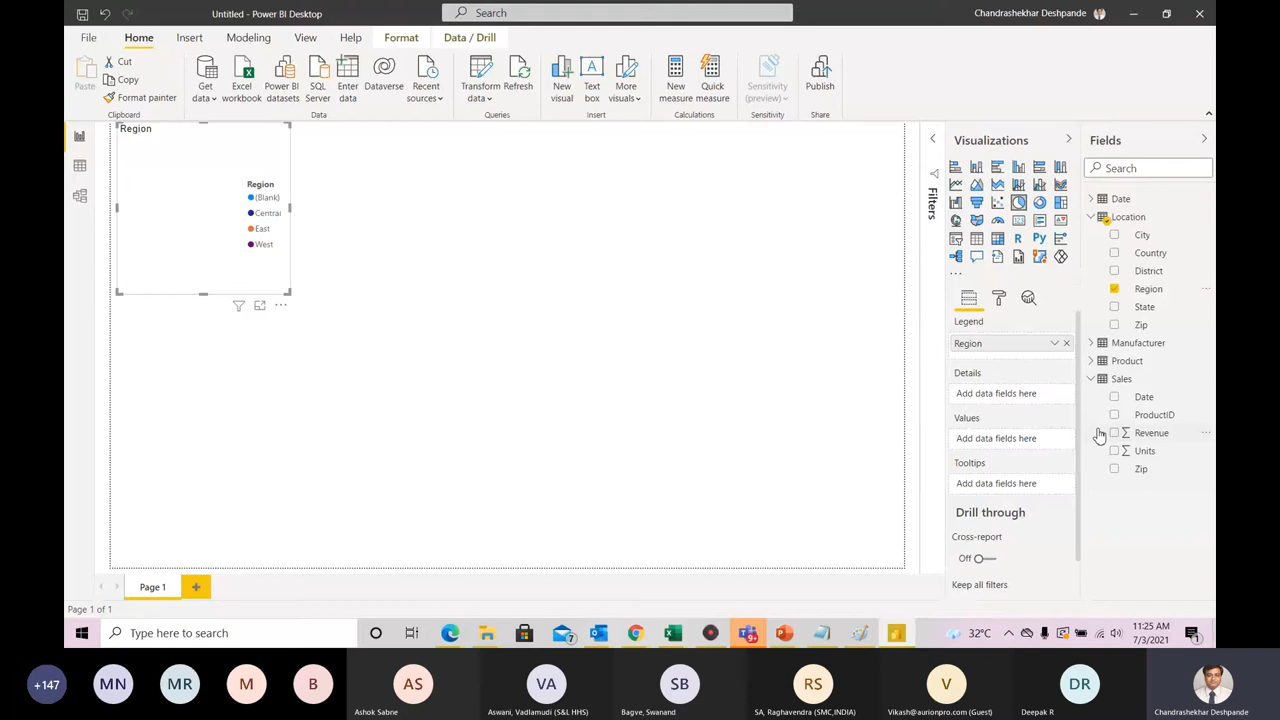 Untitled - Power BI Desktop
Search
Chandrashekhar Deshpande
File
Home
Insert
Modeling
View
Help
Format
Data / Drill
Paste
Cut
Copy
Format painter
Clipboard
Get data
Excel workbook
Power BI datasets
SQL Server
Enter data
Dataverse
Recent sources
Data
Transform data
Refresh
Queries
New visual
Text box
More visuals
Insert
New measure
Quick measure
Calculations
Sensitivity (preview)
Sensitivity
Publish
Share
Region
Region
(Blank)
Central
East
West
Filters
Visualizations
R
Py
Legend
Region
Details
Add data fields here
Values
Add data fields here
Tooltips
Add data fields here
Drill through
Cross-report
Off
Keep all filters
Fields
Search
Date
Location
City
Country
District
Region
State
Zip
Manufacturer
Product
Sales
Date
ProductID
Revenue
Units
Zip
Page 1
Page 1 of 1
Type here to search
7
9+
32°C
11:25 AM
7/3/2021
1
+147
MN
MR
M
B
AS
Ashok Sabne
VA
Aswani, Vadlamudi (S&L HHS)
SB
Bagve, Swanand
RS
SA, Raghavendra (SMC,INDIA)
V
Vikash@aurionpro.com (Guest)
DR
Deepak R
Chandrashekhar Deshpande